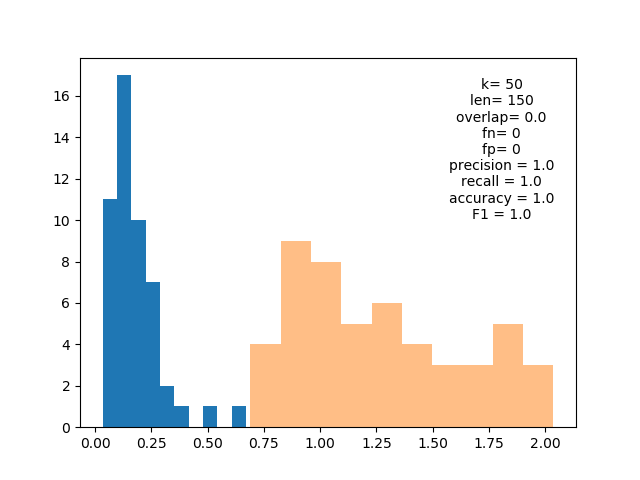 k= 50
len= 150
overlap= 0.0
fn= 0
fp= 0
precision = 1.0
recall = 1.0
accuracy = 1.0
F1 = 1.0
16
14
12
10
8
6
4
2
0
0.00 0.25 0.50 0.75 1.00 1.25 1.50 1.75 2.00